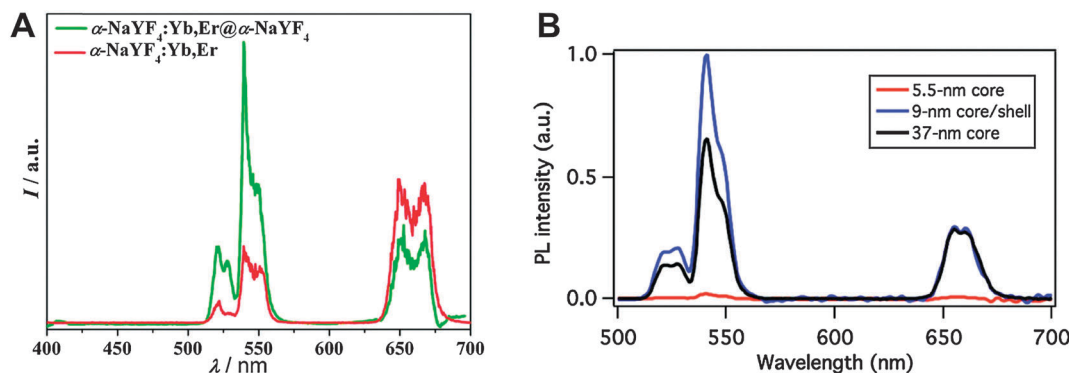 A
α-NaYF₄:Yb,Er@α-NaYF₄
α-NaYF₄:Yb,Er
I / a.u.
400 450 500 550 600 650 700
λ / nm
B
1.0
0.5
0.0
PL intensity (a.u.)
5.5-nm core
9-nm core/shell
37-nm core
500 550 600 650 700
Wavelength (nm)